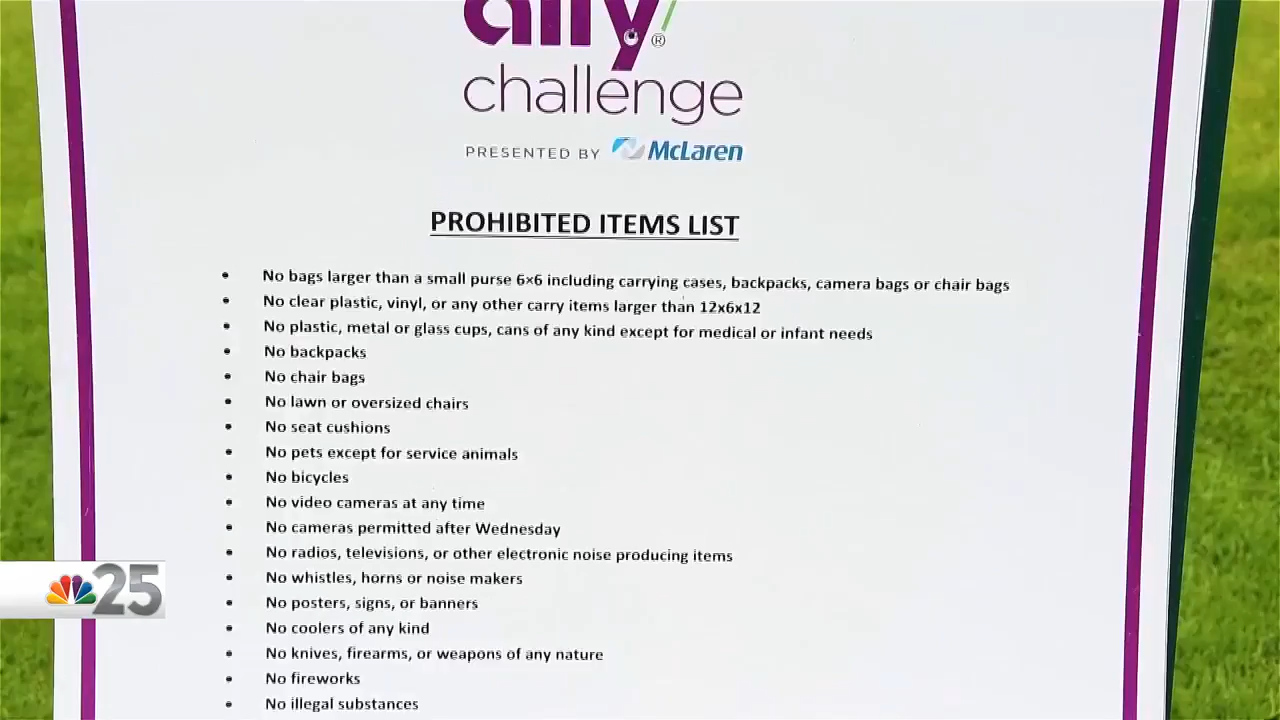 ally®
challenge
PRESENTED BY McLaren
PROHIBITED ITEMS LIST
• No bags larger than a small purse 6×6 including carrying cases, backpacks, camera bags or chair bags
• No clear plastic, vinyl, or any other carry items larger than 12x6x12
• No plastic, metal or glass cups, cans of any kind except for medical or infant needs
• No backpacks
• No chair bags
• No lawn or oversized chairs
• No seat cushions
• No pets except for service animals
• No bicycles
• No video cameras at any time
• No cameras permitted after Wednesday
• No radios, televisions, or other electronic noise producing items
• No whistles, horns or noise makers
• No posters, signs, or banners
• No coolers of any kind
• No knives, firearms, or weapons of any nature
• No fireworks
• No illegal substances
25